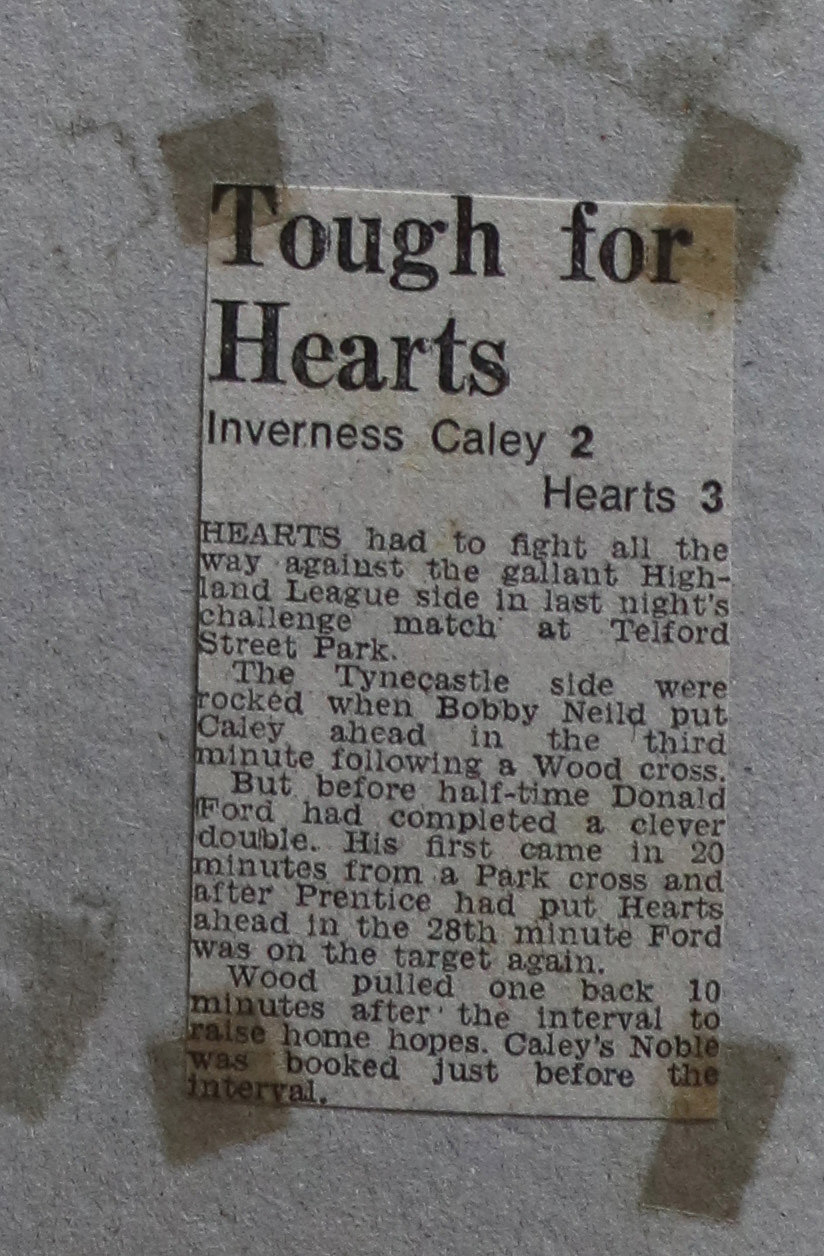 Tough for
Hearts
Inverness Caley 2
Hearts 3
HEARTS had to fight all the
way against the gallant High-
land League side in last night's
challenge match at Telford
Street Park.
The Tynecastle side were
rocked when Bobby Neild put
Caley ahead in the third
minute following a Wood cross.
But before half-time Donald
Ford had completed a clever
double. His first came in 20
minutes from a Park cross and
after Prentice had put Hearts
ahead in the 28th minute Ford
was on the target again.
Wood pulled one back 10
minutes after the interval to
raise home hopes. Caley's Noble
was booked just before the
interval.